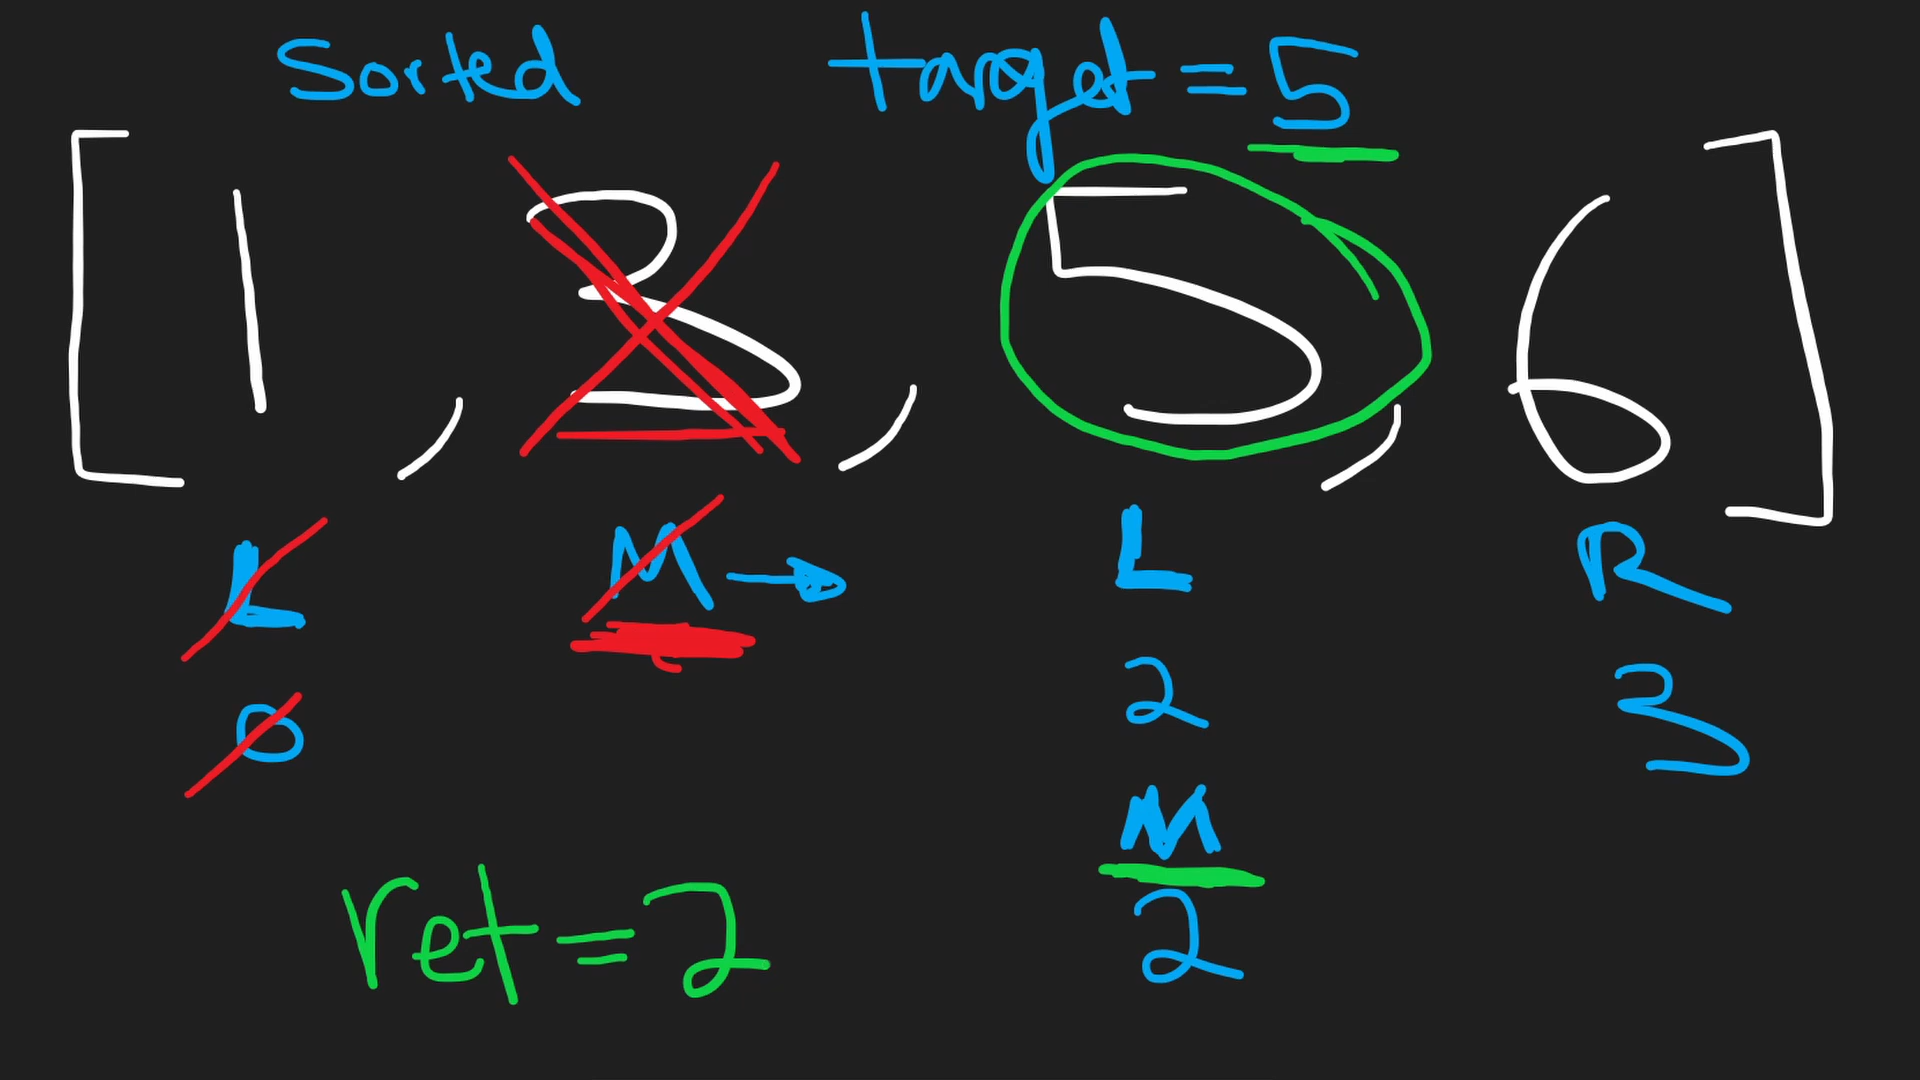 Sorted target = 5
[1, 3, 5, 6]
L M → L R
0 2 3
M
ret = 2 2